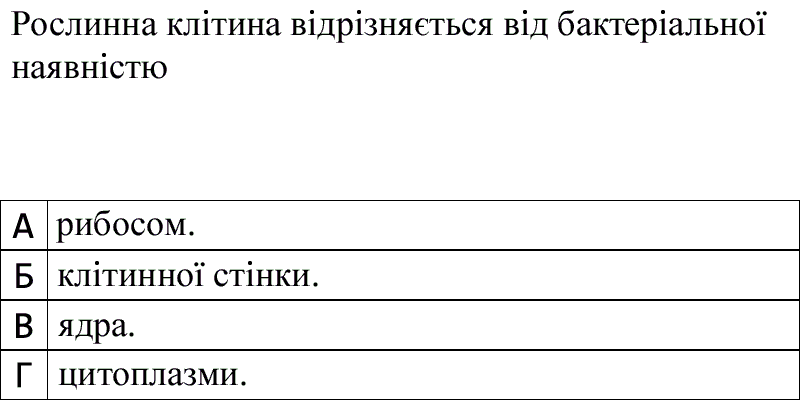 Рослинна клітина відрізняється від бактеріальної
наявністю
А рибосом.
Б клітинної стінки.
В ядра.
Г цитоплазми.